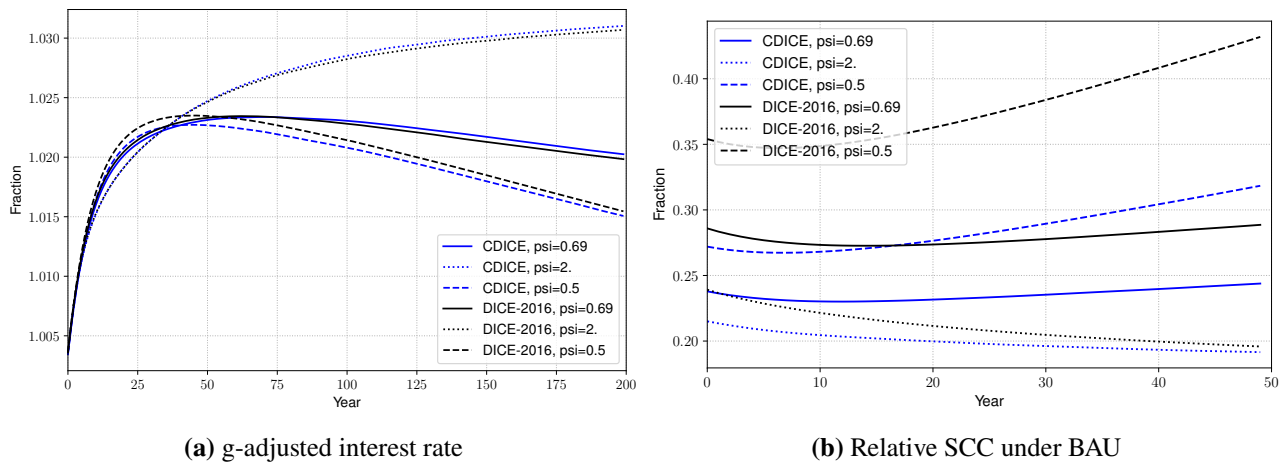 1.030
1.025
1.020
1.015
1.010
1.005
Fraction
0
25
50
75
100
125
150
175
200
Year
CDICE, psi=0.69
CDICE, psi=2.
CDICE, psi=0.5
DICE-2016, psi=0.69
DICE-2016, psi=2.
DICE-2016, psi=0.5
(a) g-adjusted interest rate
CDICE, psi=0.69
CDICE, psi=2.
CDICE, psi=0.5
DICE-2016, psi=0.69
DICE-2016, psi=2.
DICE-2016, psi=0.5
0.40
0.35
0.30
0.25
0.20
Fraction
0
10
20
30
40
50
Year
(b) Relative SCC under BAU